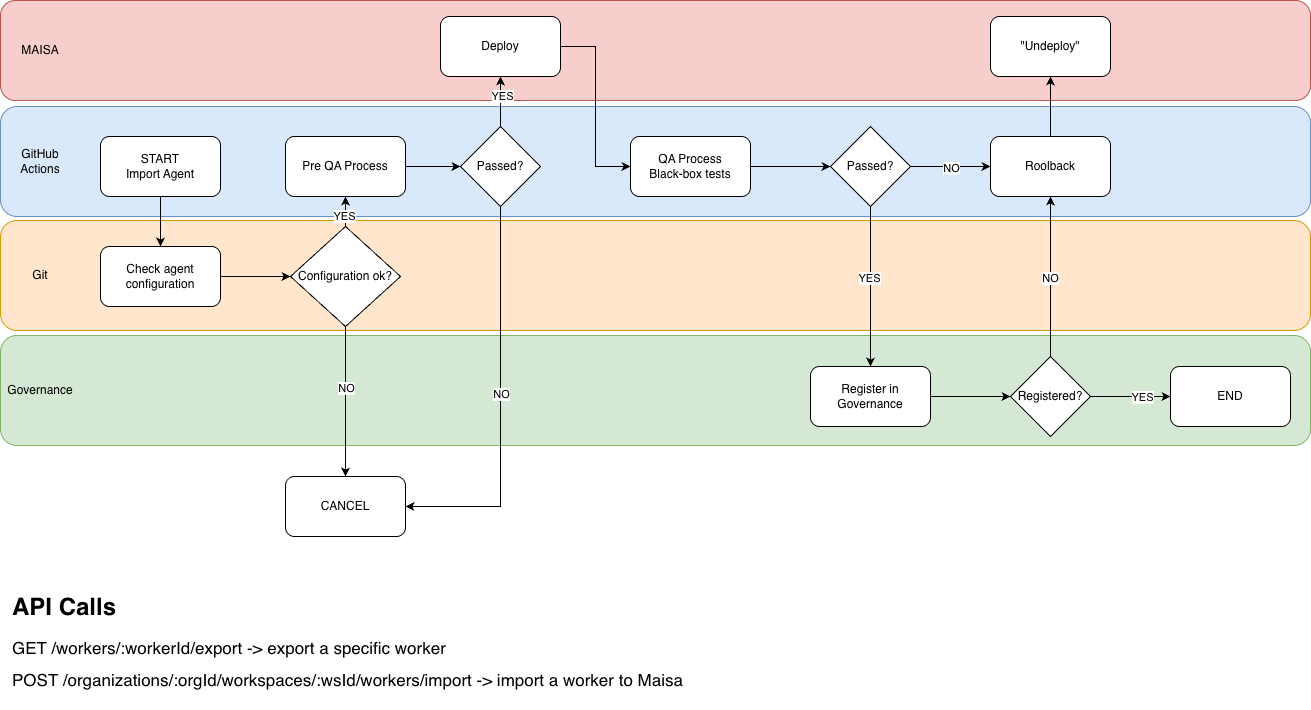 MAISA
Deploy
"Undeploy"
YES
GitHub
Actions
START
Import Agent
Pre QA Process
Passed?
QA Process
Black-box tests
Passed?
NO
Roolback
YES
Git
Check agent
configuration
Configuration ok?
YES
NO
Governance
NO
NO
Register in
Governance
Registered?
YES
END
CANCEL
API Calls
GET /workers/:workerId/export -> export a specific worker
POST /organizations/:orgId/workspaces/:wsId/workers/import -> import a worker to Maisa